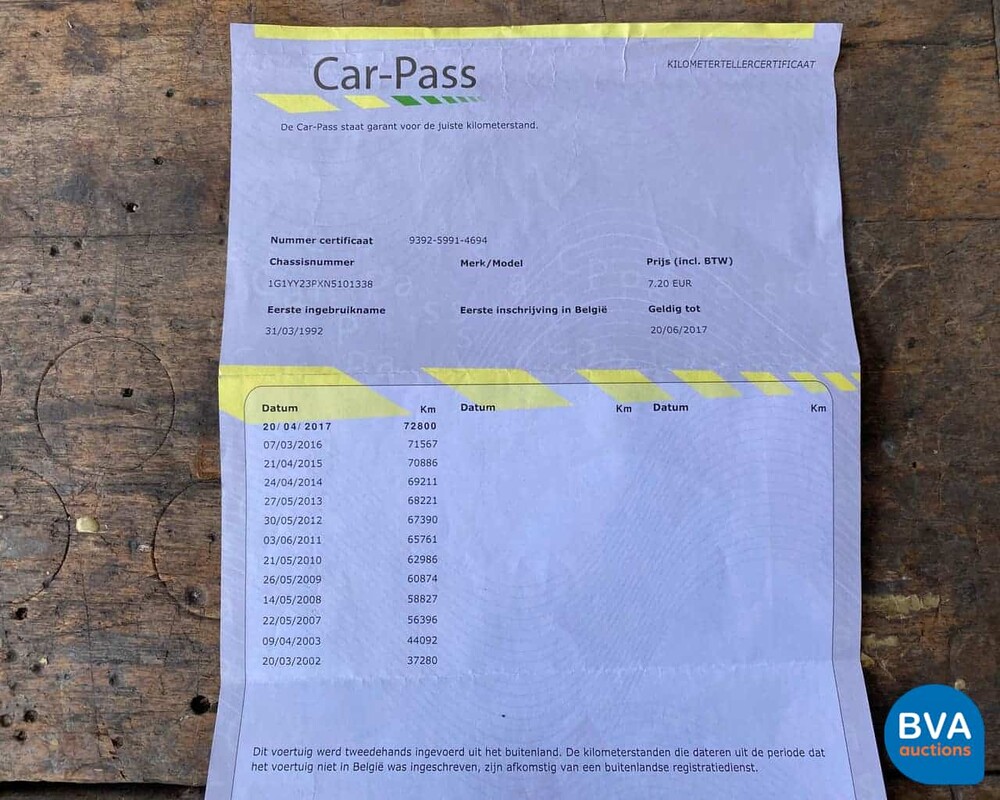 Car-Pass
KILOMETERTELLERCERTIFICAAT
De Car-Pass staat garant voor de juiste kilometerstand.
Nummer certificaat 9392-5991-4694
Chassisnummer Merk/Model Prijs (incl. BTW)
1G1YY23PXN5101338 7.20 EUR
Eerste ingebruikname Eerste inschrijving in België Geldig tot
31/03/1992 20/06/2017
Datum Km Datum Km Datum Km
20/04/2017 72800
07/03/2016 71567
21/04/2015 70886
24/04/2014 69211
27/05/2013 68221
30/05/2012 67390
03/06/2011 65761
21/05/2010 62986
26/05/2009 60874
14/05/2008 58827
22/05/2007 56396
09/04/2003 44092
20/03/2002 37280
Dit voertuig werd tweedehands ingevoerd uit het buitenland. De kilometerstanden die dateren uit de periode dat
het voertuig niet in België was ingeschreven, zijn afkomstig van een buitenlandse registratiedienst.
BVA
auctions